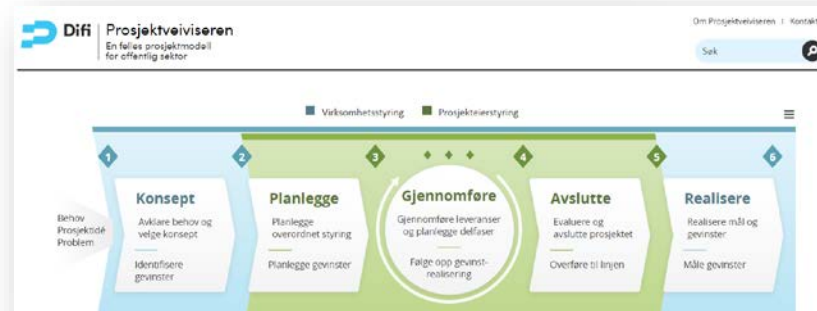 Difi
Prosjektveiviseren
En felles prosjektmodell
for offentlig sektor
Om Prosjektveiviseren I Kontakt
Søk
Virksomhetsstyring
Prosjekteierstyring
1
2
3
4
5
6
Behov
Prosjektidé
Problem
Konsept
Avklare behov og
velge konsept
Identifisere
gevinster
Planlegge
Planlegge
overordnet styring
Planlegge gevinster
Gjennomføre
Gjennomføre leveranser
og planlegge delfaser
Følge opp gevinst-
realisering
Avslutte
Evaluere og
avslutte prosjektet
Overføre til linjen
Realisere
Realisere mål og
gevinster
Måle gevinster